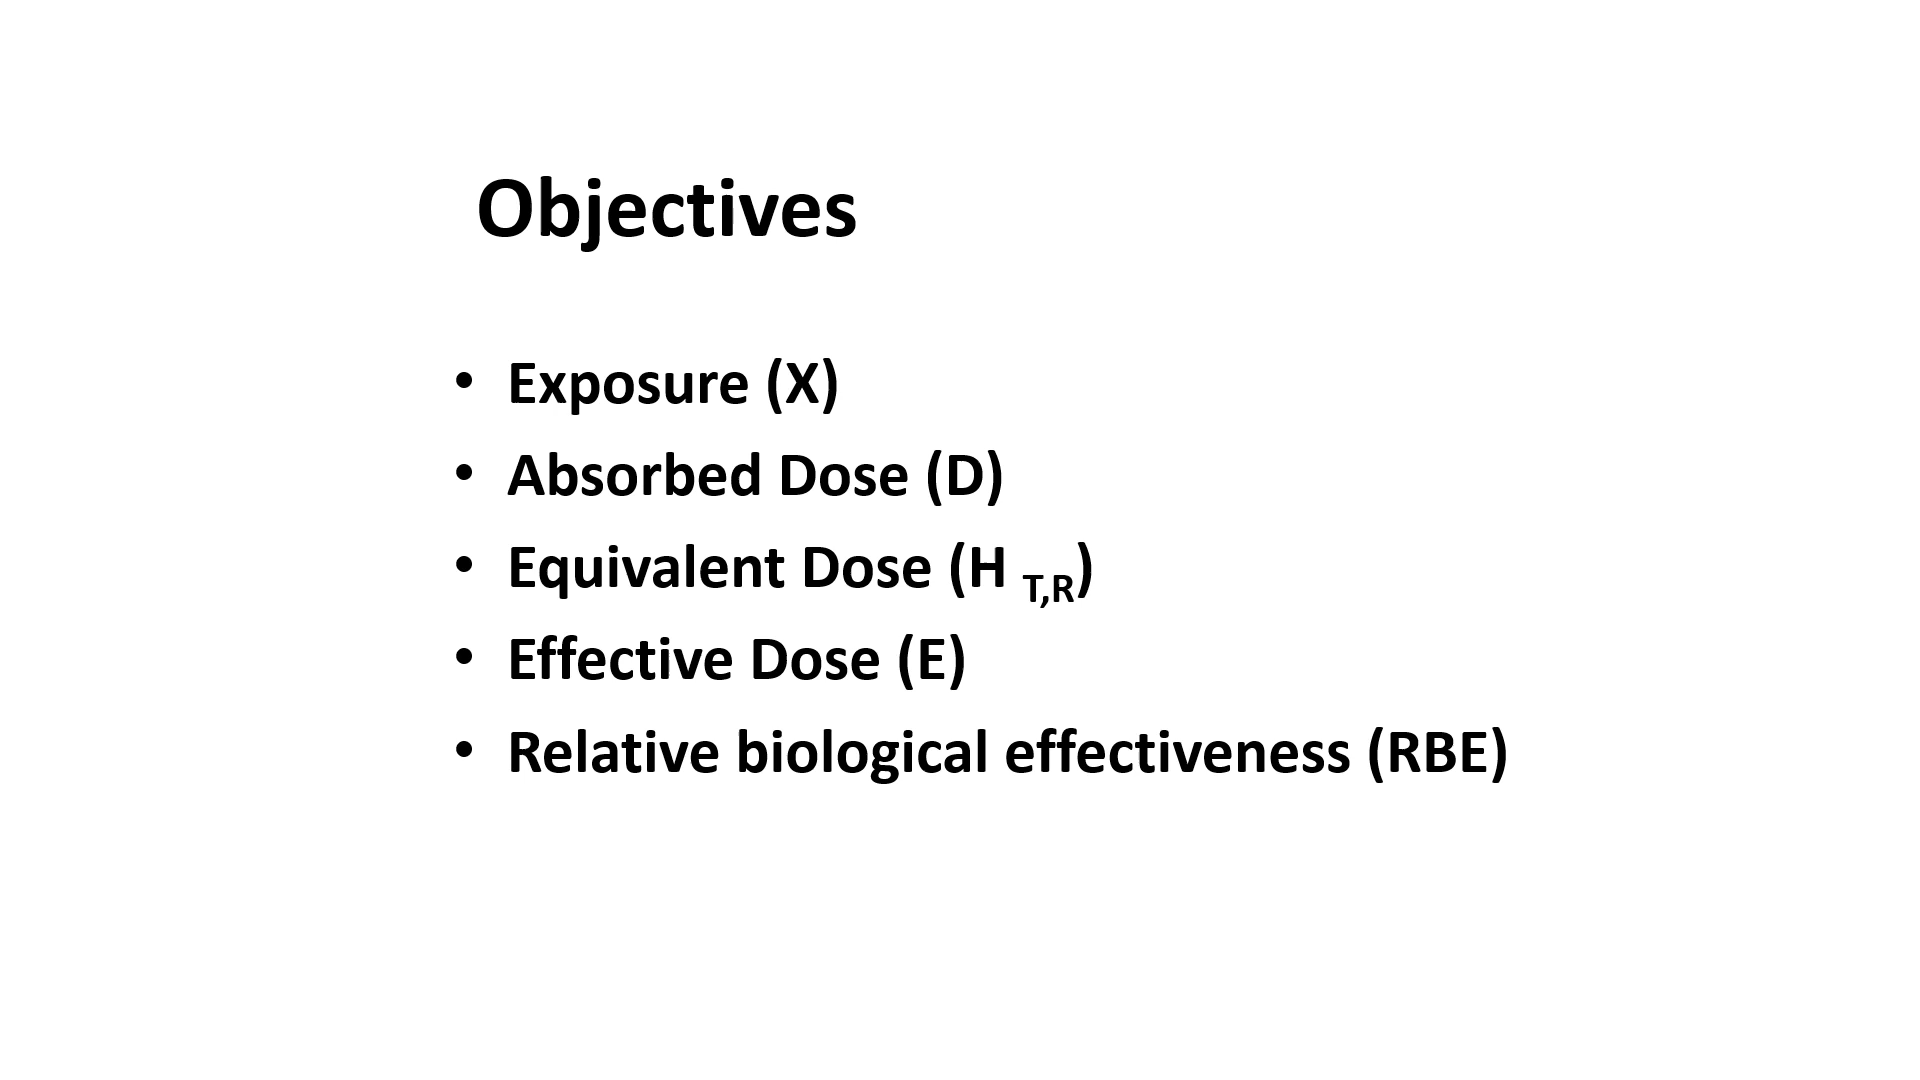 Objectives
• Exposure (X)
• Absorbed Dose (D)
• Equivalent Dose (H T,R)
• Effective Dose (E)
• Relative biological effectiveness (RBE)